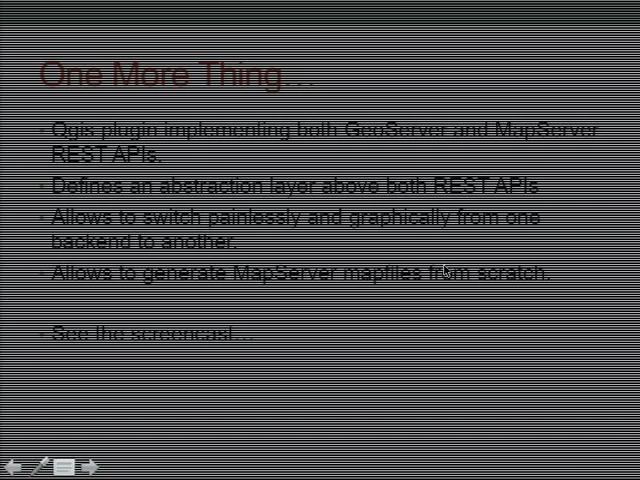 One More Thing...
- Qgis plugin implementing both GeoServer and MapServer
REST APIs.
- Defines an abstraction layer above both REST APIs
- Allows to switch painlessly and graphically from one
backend to another.
- Allows to generate MapServer mapfiles from scratch.
- See the screencast...